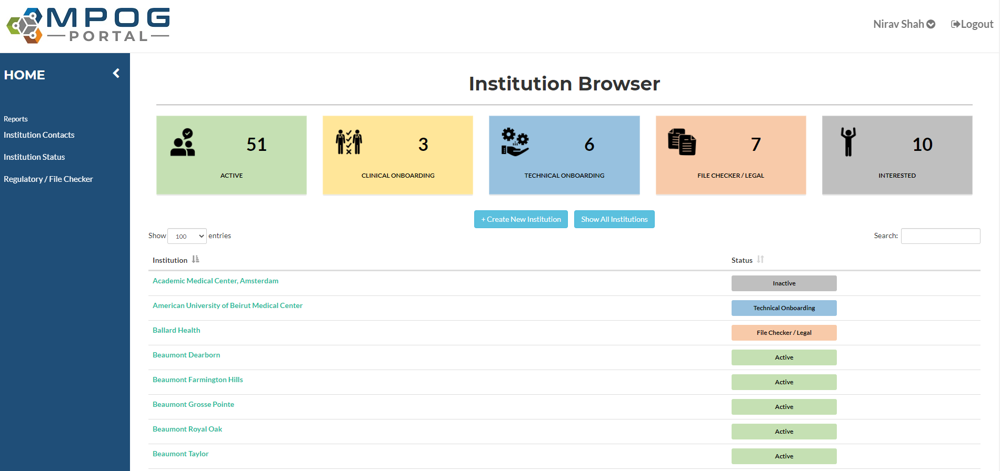 MPOG
PORTAL
Nirav Shah
Logout
HOME
Reports
Institution Contacts
Institution Status
Regulatory / File Checker
Institution Browser
51
ACTIVE
3
CLINICAL ONBOARDING
6
TECHNICAL ONBOARDING
7
FILE CHECKER / LEGAL
10
INTERESTED
+ Create New Institution
Show All Institutions
Show 100 entries
Search:
Institution Status
Academic Medical Center, Amsterdam Inactive
American University of Beirut Medical Center Technical Onboarding
Ballard Health File Checker / Legal
Beaumont Dearborn Active
Beaumont Farmington Hills Active
Beaumont Grosse Pointe Active
Beaumont Royal Oak Active
Beaumont Taylor Active